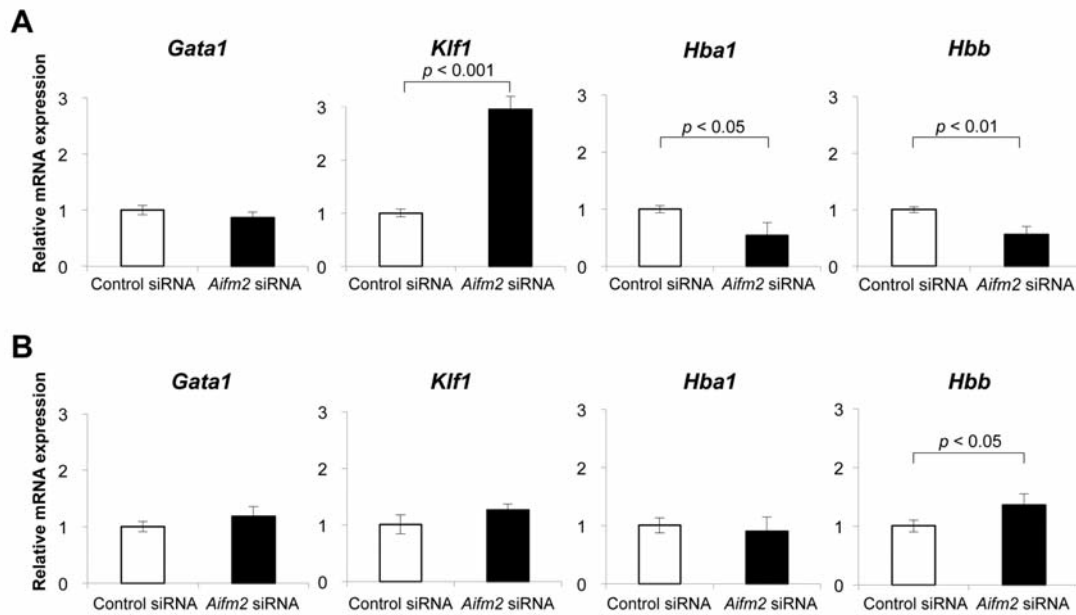 A
Gata1
Klf1
Hba1
Hbb
Relative mRNA expression
3
2
1
0
Control siRNA Aifm2 siRNA
p < 0.001
3
2
1
0
Control siRNA Aifm2 siRNA
p < 0.05
3
2
1
0
Control siRNA Aifm2 siRNA
p < 0.01
3
2
1
0
Control siRNA Aifm2 siRNA
B
Gata1
Klf1
Hba1
Hbb
Relative mRNA expression
3
2
1
0
Control siRNA Aifm2 siRNA
3
2
1
0
Control siRNA Aifm2 siRNA
3
2
1
0
Control siRNA Aifm2 siRNA
p < 0.05
3
2
1
0
Control siRNA Aifm2 siRNA